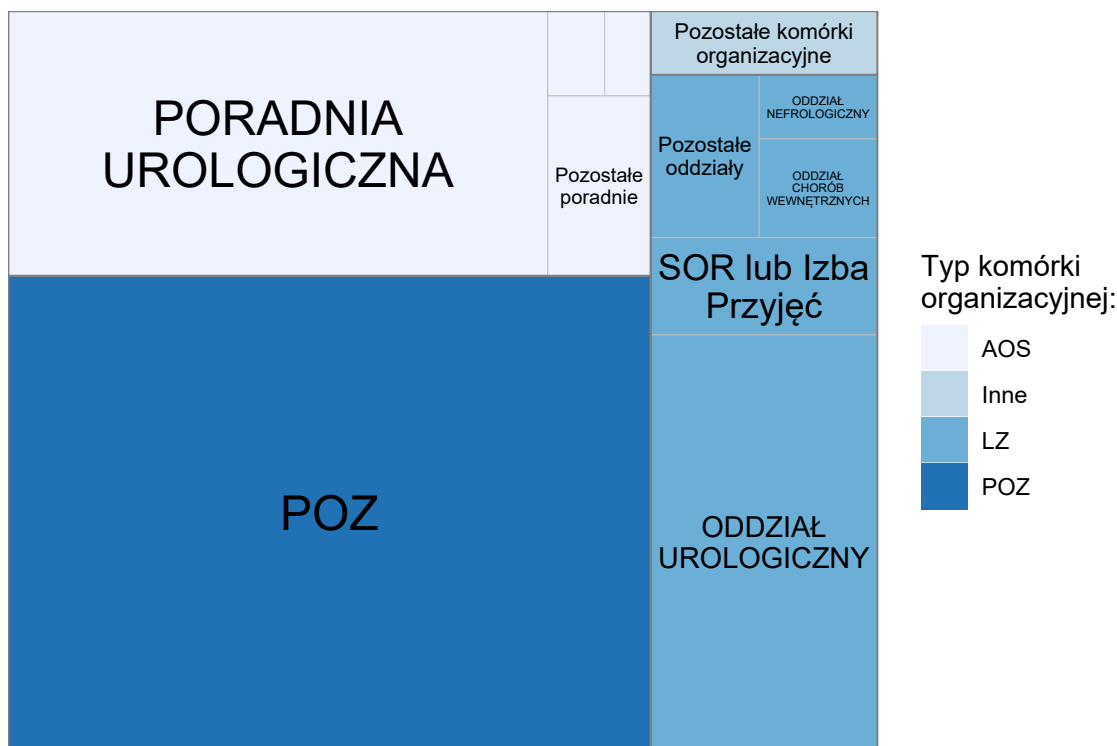 PORADNIA
UROLOGICZNA
Pozostałe
poradnie
POZ
Pozostałe komórki
organizacyjne
Pozostałe
oddziały
ODDZIAŁ
NEFROLOGICZNY
ODDZIAŁ
CHORÓB
WEWNĘTRZNYCH
SOR lub Izba
Przyjęć
ODDZIAŁ
UROLOGICZNY
Typ komórki
organizacyjnej:
AOS
Inne
LZ
POZ